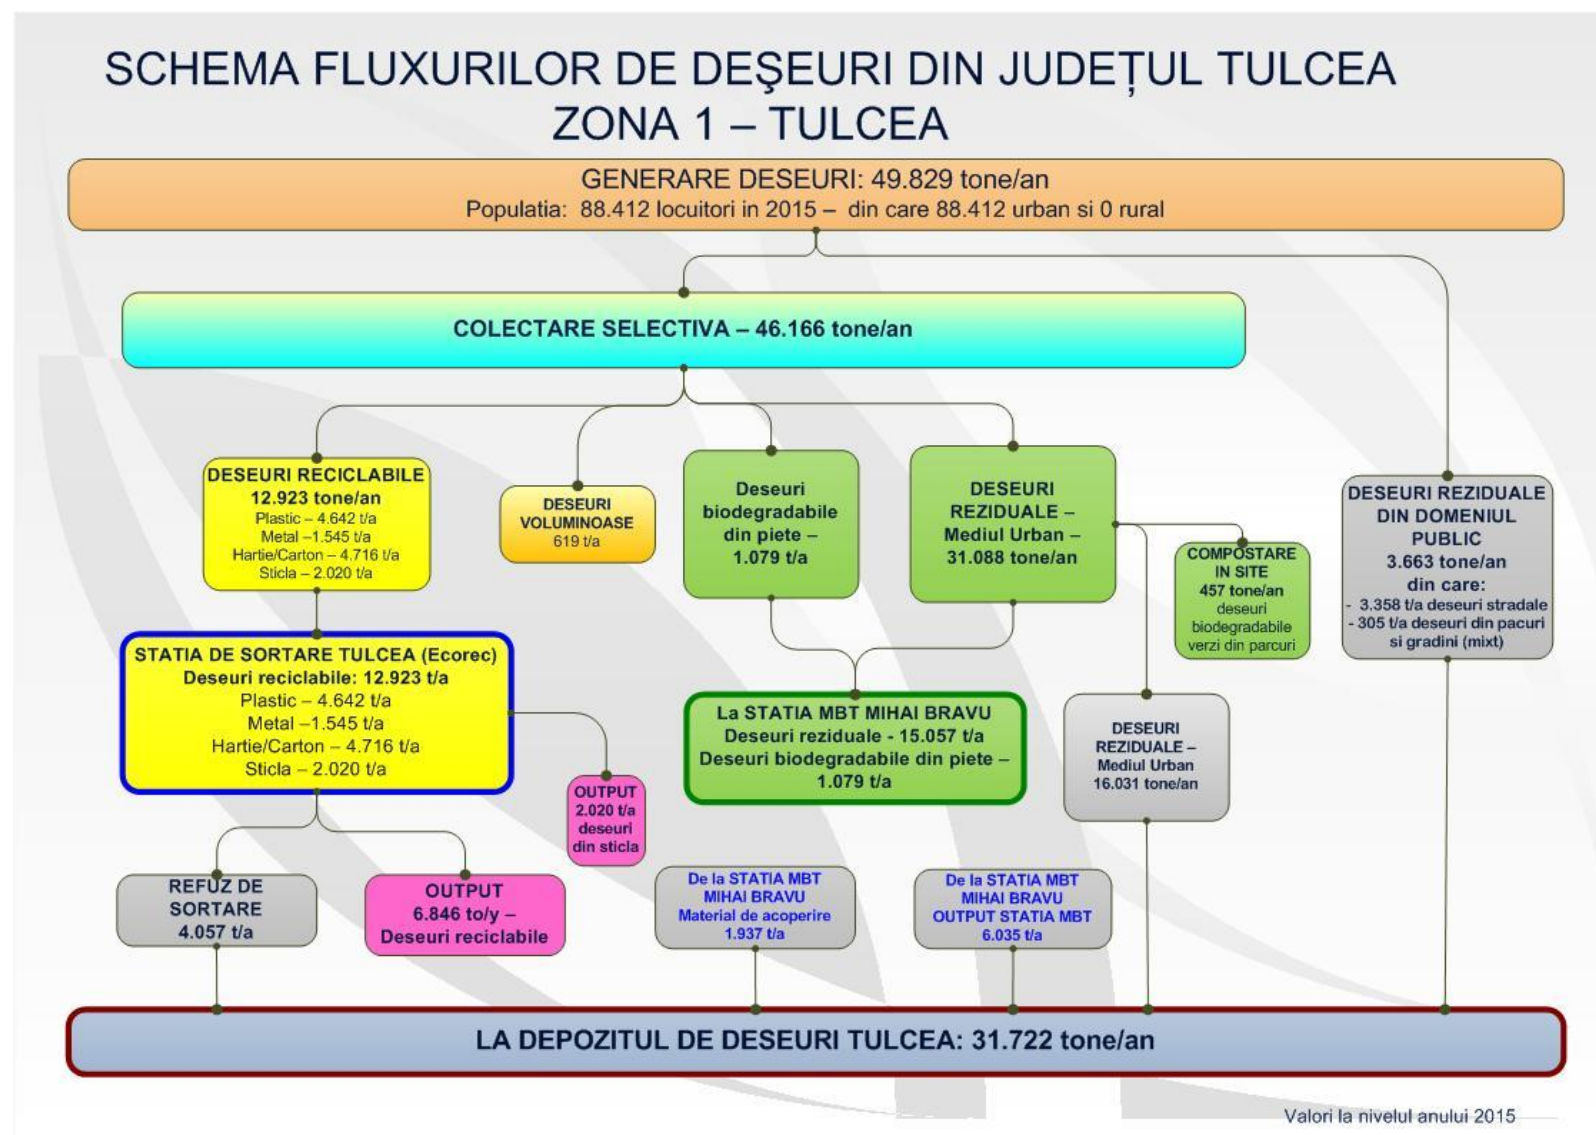 SCHEMA FLUXURILOR DE DEŞEURI DIN JUDEȚUL TULCEA
ZONA 1 – TULCEA
GENERARE DESEURI: 49.829 tone/an
Populatia: 88.412 locuitori in 2015 – din care 88.412 urban si 0 rural
COLECTARE SELECTIVA – 46.166 tone/an
DESEURI RECICLABILE
12.923 tone/an
Plastic – 4.642 t/a
Metal –1.545 t/a
Hartie/Carton – 4.716 t/a
Sticla – 2.020 t/a
DESEURI
VOLUMINOASE
619 t/a
Deseuri
biodegradabile
din piete –
1.079 t/a
DESEURI
REZIDUALE –
Mediul Urban –
31.088 tone/an
COMPOSTARE
IN SITE
457 tone/an
deseuri
biodegradabile
verzi din parcuri
DESEURI REZIDUALE
DIN DOMENIUL
PUBLIC
3.663 tone/an
din care:
- 3.358 t/a deseuri stradale
- 305 t/a deseuri din pacuri
si gradini (mixt)
STATIA DE SORTARE TULCEA (Ecorec)
Deseuri reciclabile: 12.923 t/a
Plastic – 4.642 t/a
Metal –1.545 t/a
Hartie/Carton – 4.716 t/a
Sticla – 2.020 t/a
La STATIA MBT MIHAI BRAVU
Deseuri reziduale - 15.057 t/a
Deseuri biodegradabile din piete –
1.079 t/a
DESEURI
REZIDUALE –
Mediul Urban
16.031 tone/an
OUTPUT
2.020 t/a
deseuri
din sticla
REFUZ DE
SORTARE
4.057 t/a
OUTPUT
6.846 to/y –
Deseuri reciclabile
De la STATIA MBT
MIHAI BRAVU
Material de acoperire
1.937 t/a
De la STATIA MBT
MIHAI BRAVU
OUTPUT STATIA MBT
6.035 t/a
LA DEPOZITUL DE DESEURI TULCEA: 31.722 tone/an
Valori la nivelul anului 2015